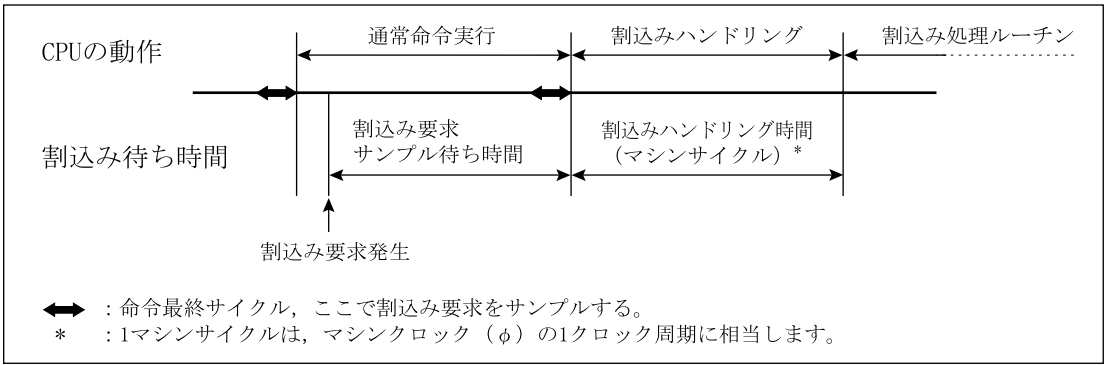 CPUの動作
通常命令実行
割込みハンドリング
割込み処理ルーチン
割込み待ち時間
割込み要求
サンプル待ち時間
割込みハンドリング時間
（マシンサイクル）*
割込み要求発生
：命令最終サイクル，ここで割込み要求をサンプルする。
* ：1マシンサイクルは，マシンクロック（φ）の1クロック周期に相当します。